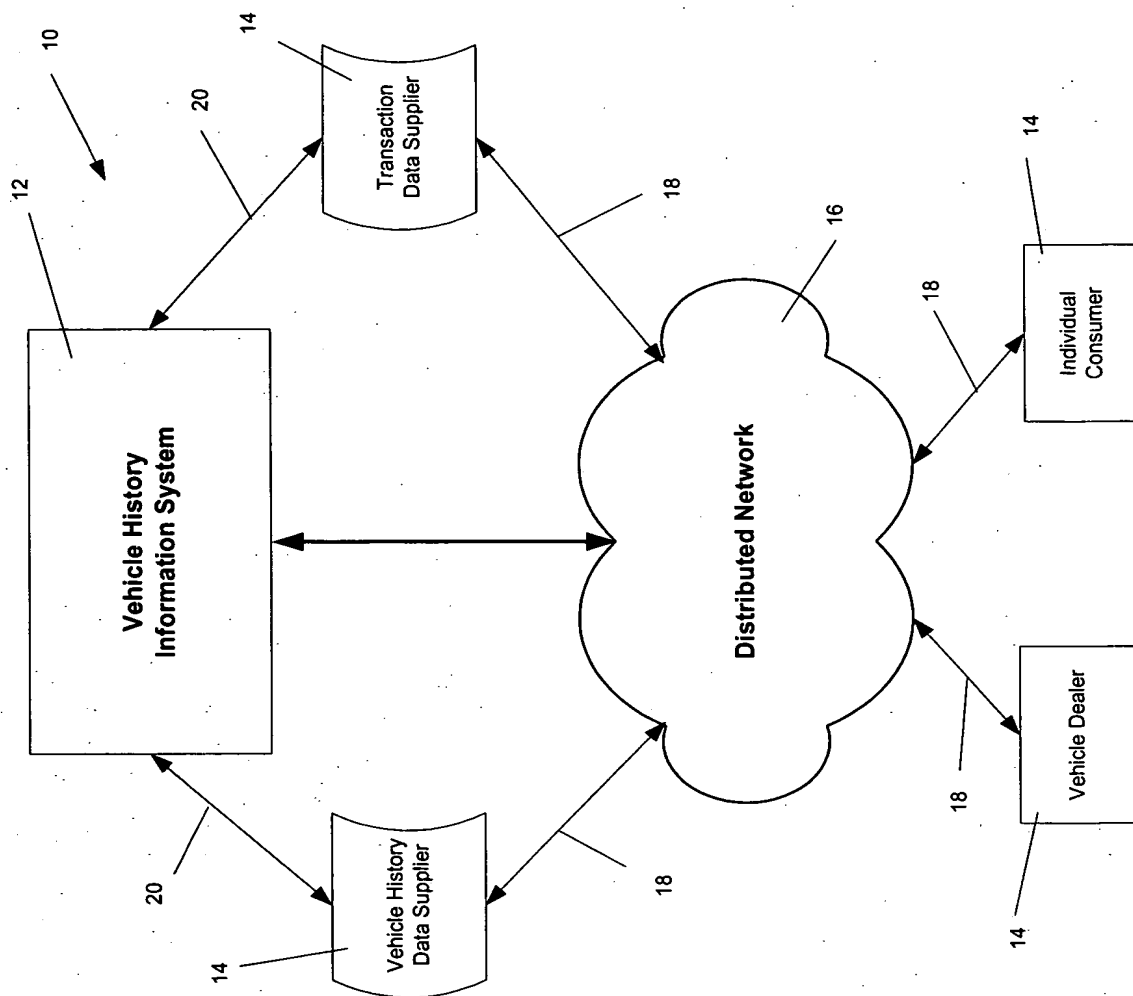 10
12
20
14
Vehicle History
Information System
Transaction
Data Supplier
20
Vehicle History
Data Supplier
14
18
18
16
Distributed Network
18
14
18
Individual
Consumer
Vehicle Dealer
14